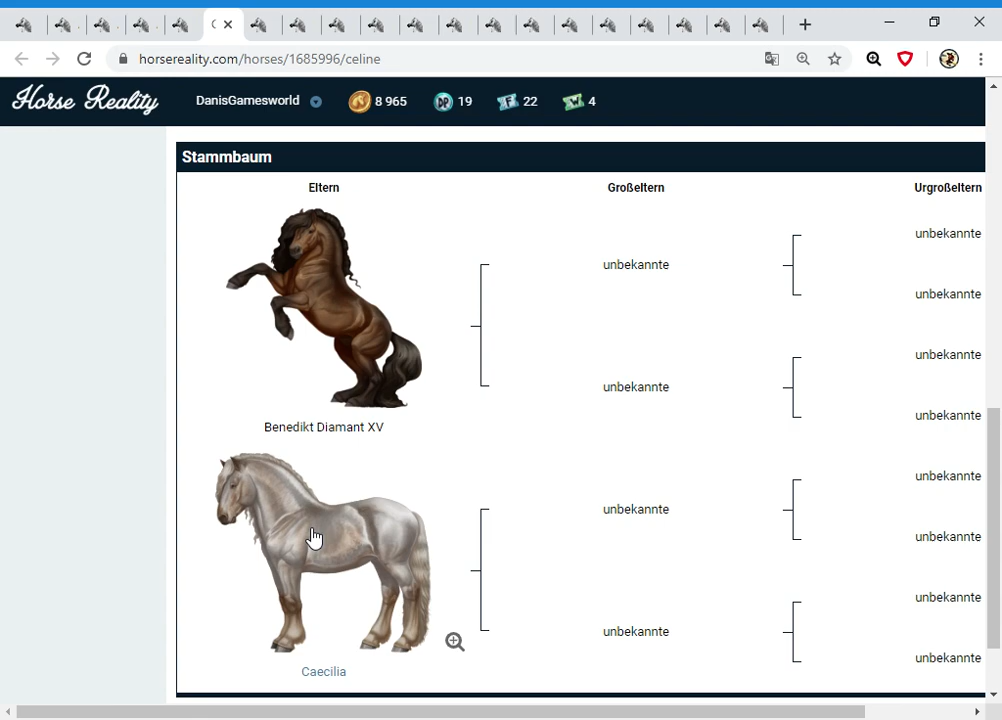 horsereality.com/horses/1685996/celine
Horse Reality DanisGamesworld 8 965 DP 19 F 22 4
Stammbaum
Eltern Großeltern Urgroßeltern
unbekannte
unbekannte
unbekannte
unbekannte
unbekannte
unbekannte
Benedikt Diamant XV
unbekannte
unbekannte
unbekannte
unbekannte
unbekannte
unbekannte
Caecilia